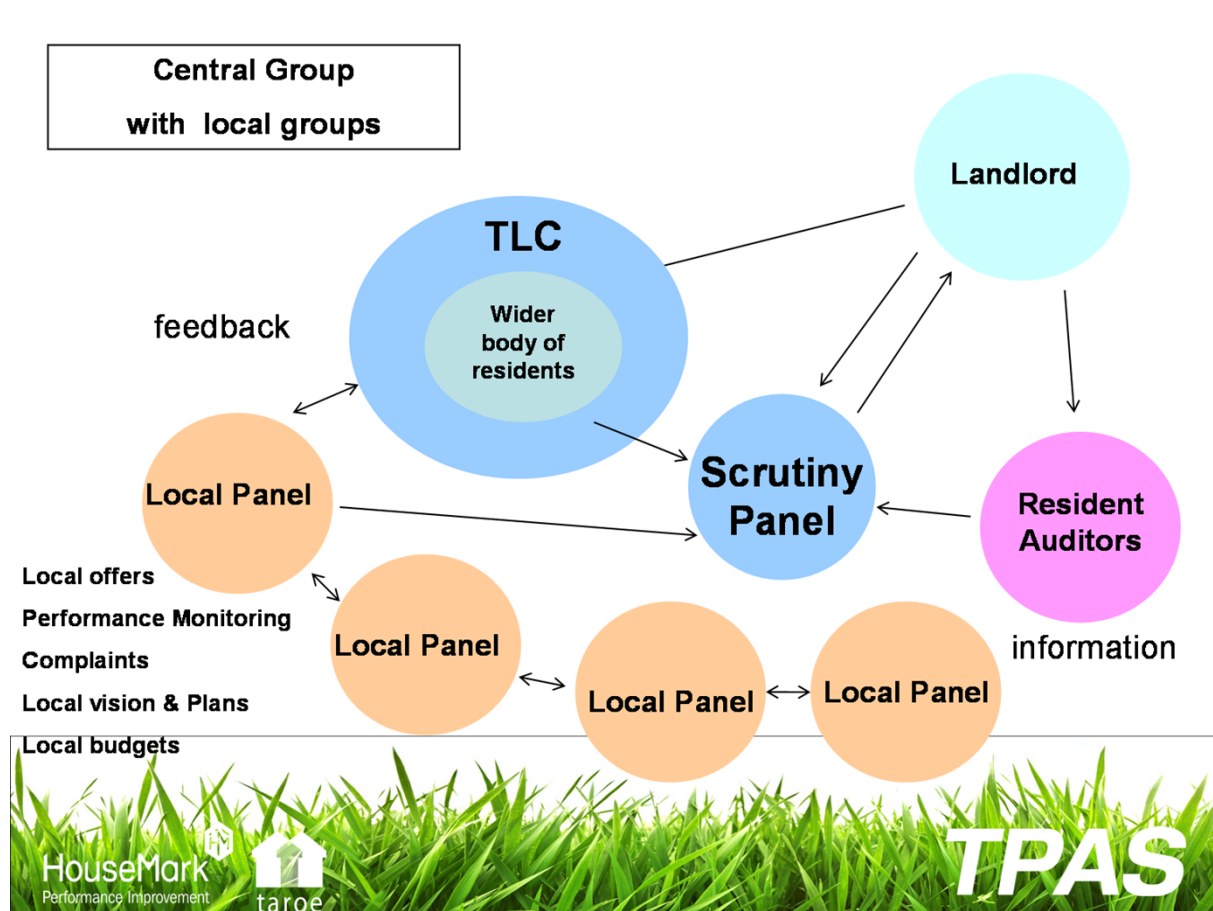 Central Group
with local groups
Landlord
TLC
Wider
body of
residents
feedback
Scrutiny
Panel
Local Panel
Resident
Auditors
Local offers
Performance Monitoring
Complaints
Local vision & Plans
Local budgets
Local Panel
Local Panel
Local Panel
information
HouseMark
Performance Improvement
HM
taroe
TPAS